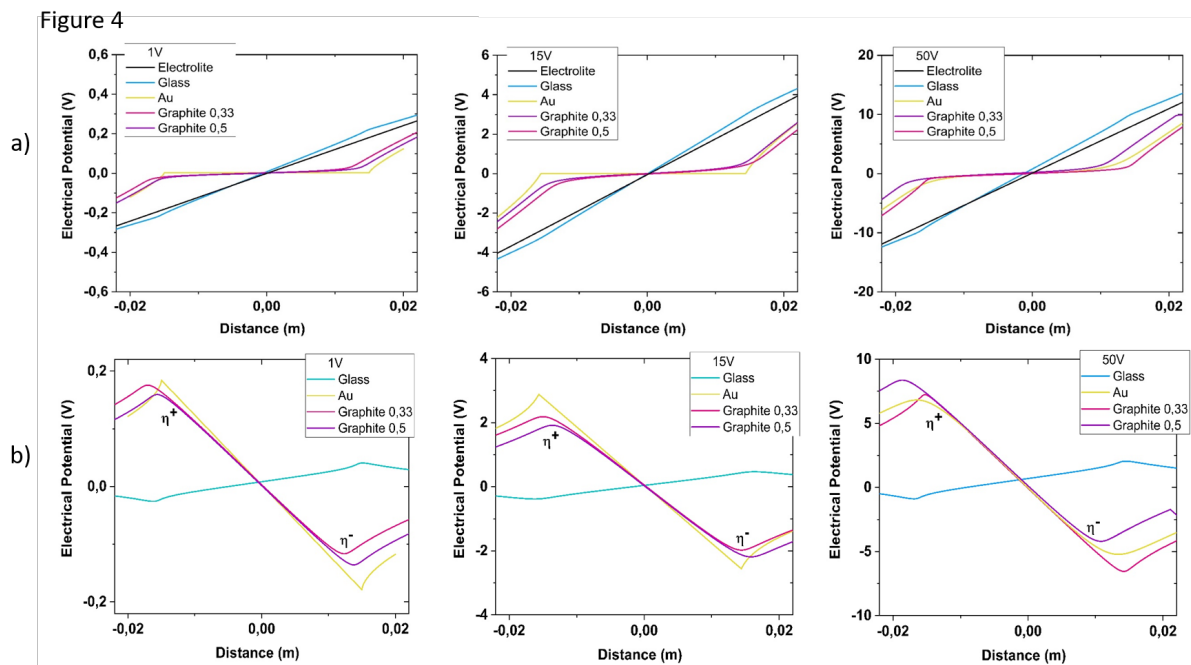 Figure 4
a)
1V
Electrolite
Glass
Au
Graphite 0,33
Graphite 0,5
Electrical Potential (V)
0,6
0,4
0,2
0,0
-0,2
-0,4
-0,6
-0,02
0,00
0,02
Distance (m)
15V
Electrolite
Glass
Au
Graphite 0,33
Graphite 0,5
Electrical Potential (V)
6
4
2
0
-2
-4
-6
-0,02
0,00
0,02
Distance (m)
50V
Electrolite
Glass
Au
Graphite 0,33
Graphite 0,5
Electrical Potential (V)
20
10
0
-10
-20
-0,02
0,00
0,02
Distance (m)
b)
1V
Glass
Au
Graphite 0,33
Graphite 0,5
Electrical Potential (V)
0,2
0,0
-0,2
η+
η-
-0,02
0,00
0,02
Distance (m)
15V
Glass
Au
Graphite 0,33
Graphite 0,5
Electrical Potential (V)
4
2
0
-2
-4
η+
η-
-0,02
0,00
0,02
Distance (m)
50V
Glass
Au
Graphite 0,33
Graphite 0,5
Electrical Potential (V)
10
5
0
-5
-10
η+
η-
-0,02
0,00
0,02
Distance (m)